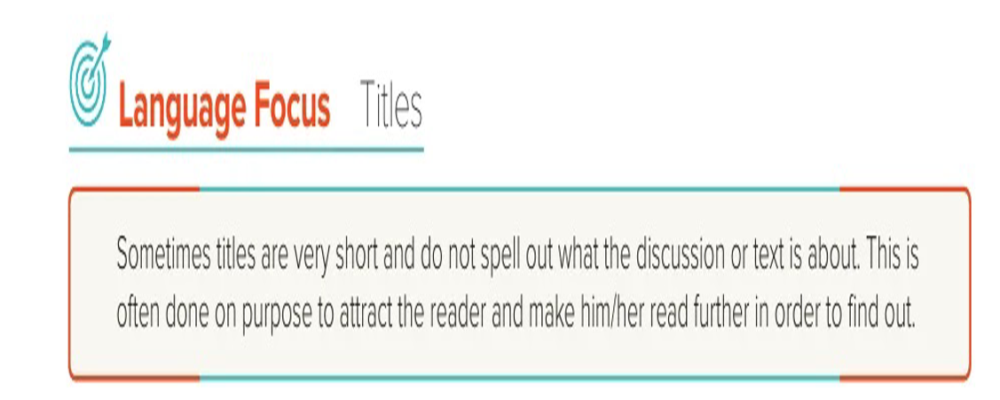 Language Focus Titles
Sometimes titles are very short and do not spell out what the discussion or text is about. This is
often done on purpose to attract the reader and make him/her read further in order to find out.